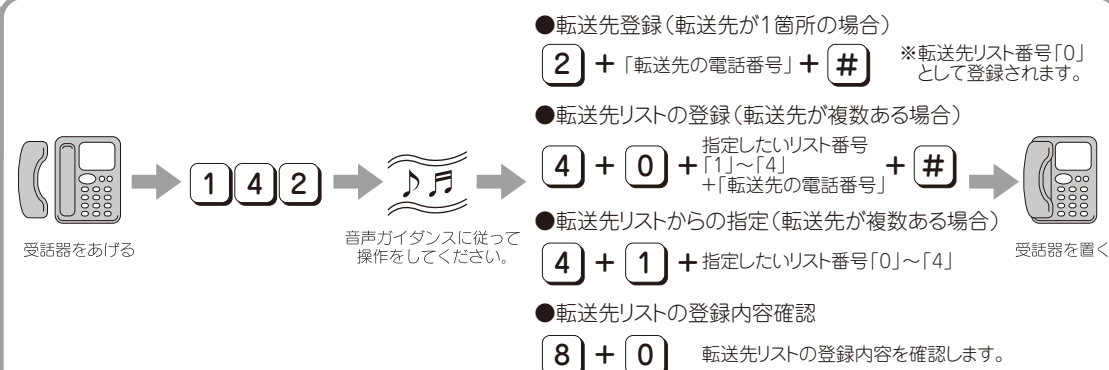 ●転送先登録（転送先が1箇所の場合）
2 + 「転送先の電話番号」 + #
※転送先リスト番号「0」
として登録されます。
●転送先リストの登録（転送先が複数ある場合）
4 + 0 +
指定したいリスト番号
「1」～「4」
+「転送先の電話番号」
+ #
受話器をあげる
1 4 2
音声ガイダンスに従って
操作をしてください。
●転送先リストからの指定（転送先が複数ある場合）
4 + 1 + 指定したいリスト番号「0」～「4」
受話器を置く
●転送先リストの登録内容確認
8 + 0 転送先リストの登録内容を確認します。